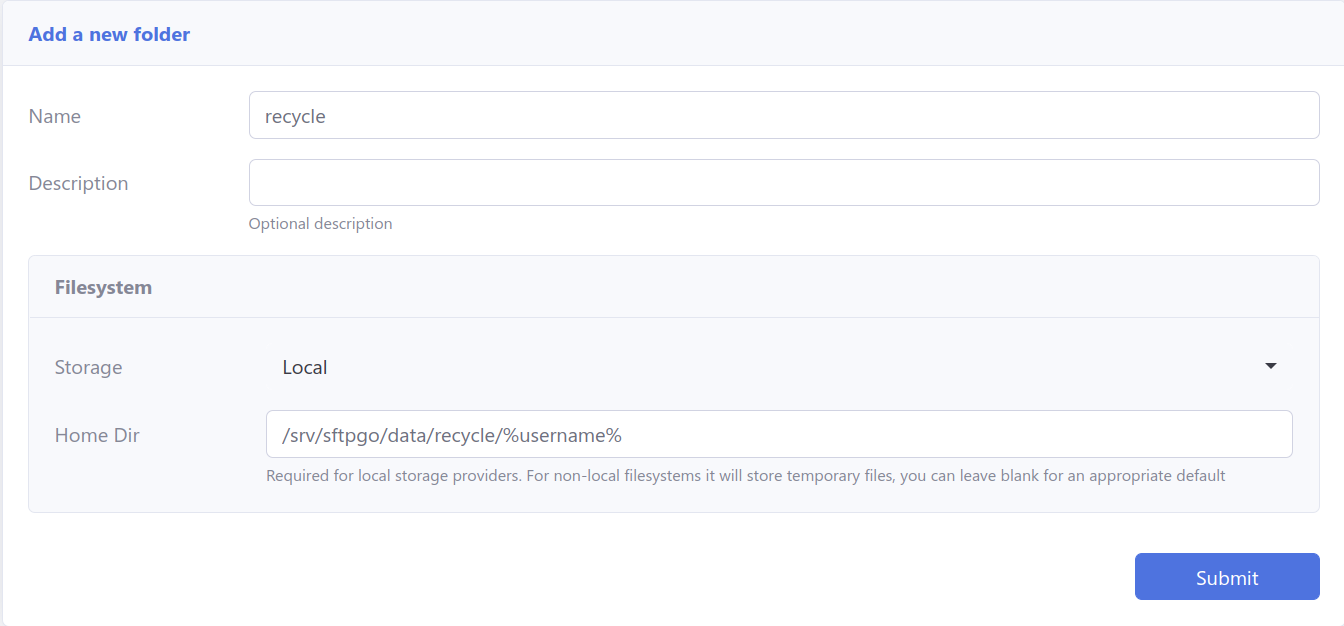 Add a new folder
Name
recycle
Description
Optional description
Filesystem
Storage
Local
Home Dir
/srv/sftpgo/data/recycle/%username%
Required for local storage providers. For non-local filesystems it will store temporary files, you can leave blank for an appropriate default
Submit